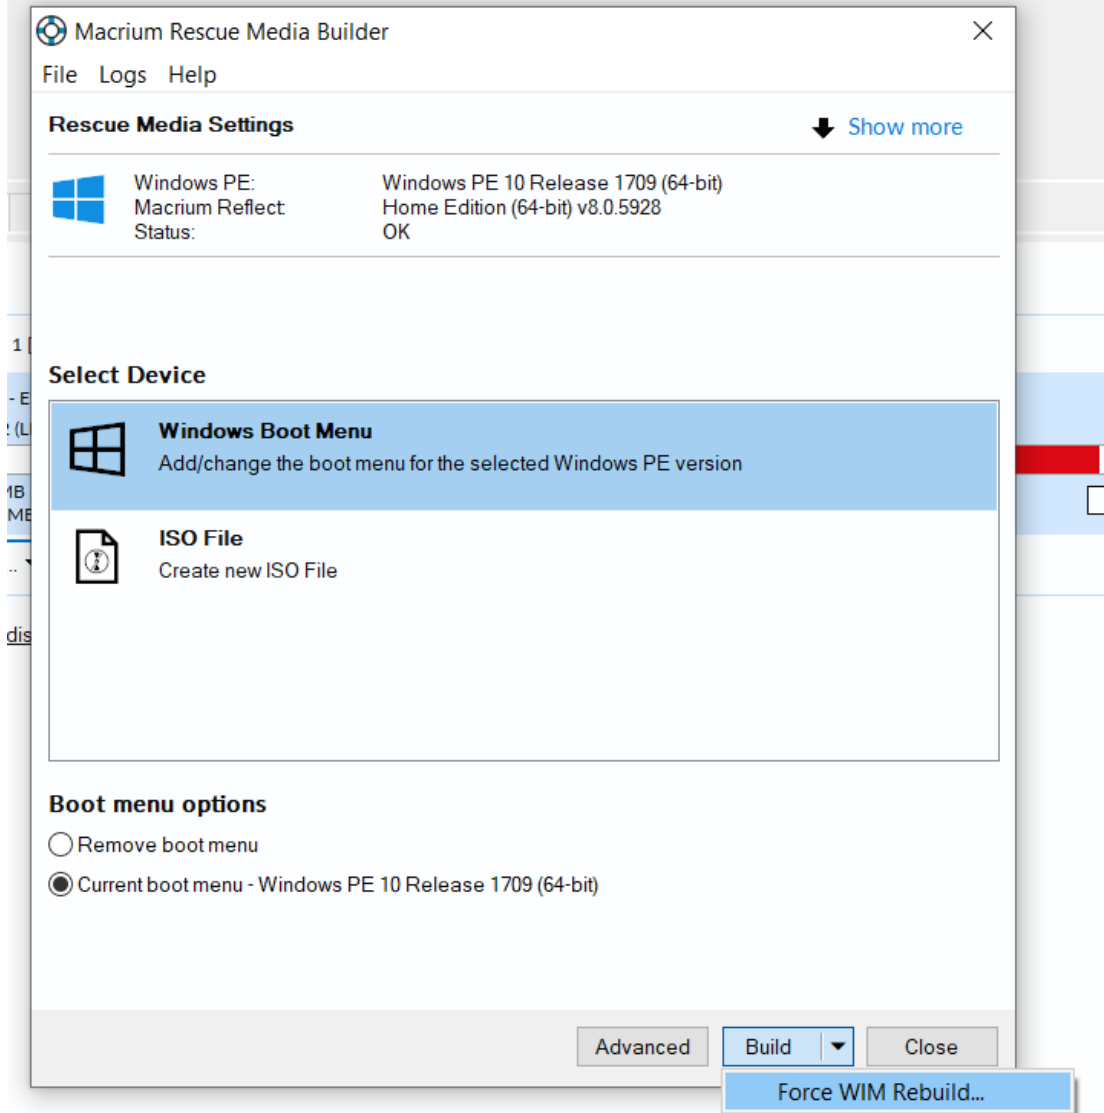 Macrium Rescue Media Builder
File Logs Help
Rescue Media Settings
Show more
Windows PE: Windows PE 10 Release 1709 (64-bit)
Macrium Reflect: Home Edition (64-bit) v8.0.5928
Status: OK
1 [
Select Device
- E
(L
Windows Boot Menu
Add/change the boot menu for the selected Windows PE version
MB
ME
ISO File
Create new ISO File
..
dis
Boot menu options
Remove boot menu
Current boot menu - Windows PE 10 Release 1709 (64-bit)
Advanced Build Close
Force WIM Rebuild...